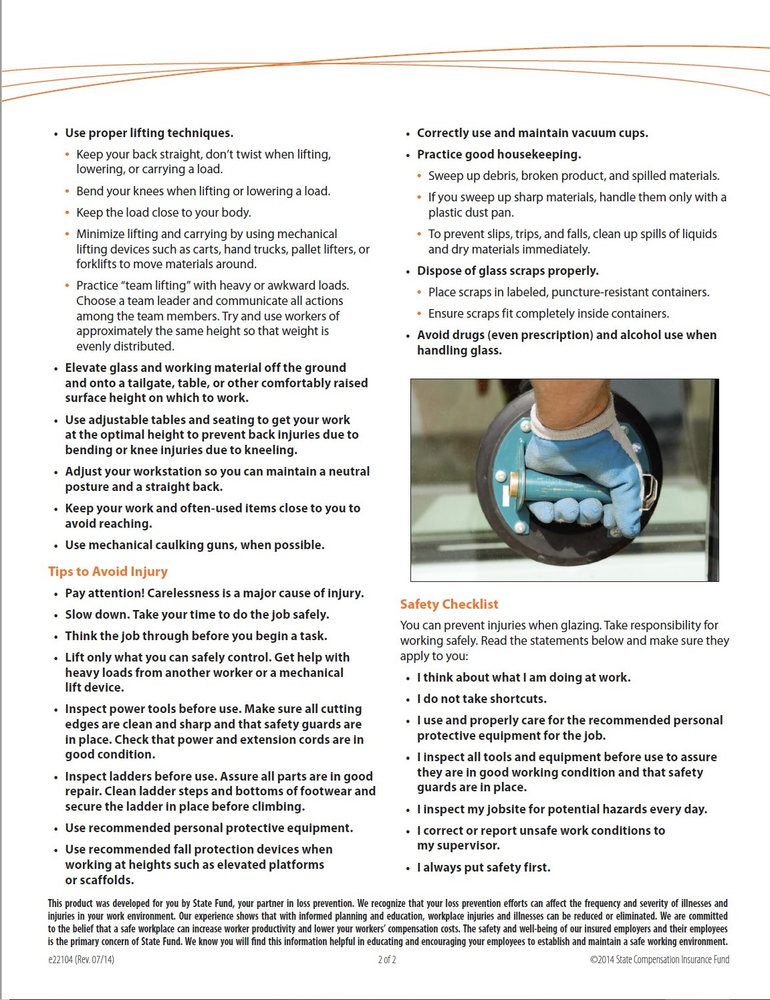 • Use proper lifting techniques.
• Keep your back straight, don’t twist when lifting,
lowering, or carrying a load.
• Bend your knees when lifting or lowering a load.
• Keep the load close to your body.
• Minimize lifting and carrying by using mechanical
lifting devices such as carts, hand trucks, pallet lifters, or
forklifts to move materials around.
• Practice “team lifting” with heavy or awkward loads.
Choose a team leader and communicate all actions
among the team members. Try and use workers of
approximately the same height so that weight is
evenly distributed.
• Elevate glass and working material off the ground
and onto a tailgate, table, or other comfortably raised
surface height on which to work.
• Use adjustable tables and seating to get your work
at the optimal height to prevent back injuries due to
bending or knee injuries due to kneeling.
• Adjust your workstation so you can maintain a neutral
posture and a straight back.
• Keep your work and often-used items close to you to
avoid reaching.
• Use mechanical caulking guns, when possible.
Tips to Avoid Injury
• Pay attention! Carelessness is a major cause of injury.
• Slow down. Take your time to do the job safely.
• Think the job through before you begin a task.
• Lift only what you can safely control. Get help with
heavy loads from another worker or a mechanical
lift device.
• Inspect power tools before use. Make sure all cutting
edges are clean and sharp and that safety guards are
in place. Check that power and extension cords are in
good condition.
• Inspect ladders before use. Assure all parts are in good
repair. Clean ladder steps and bottoms of footwear and
secure the ladder in place before climbing.
• Use recommended personal protective equipment.
• Use recommended fall protection devices when
working at heights such as elevated platforms
or scaffolds.
• Correctly use and maintain vacuum cups.
• Practice good housekeeping.
• Sweep up debris, broken product, and spilled materials.
• If you sweep up sharp materials, handle them only with a
plastic dust pan.
• To prevent slips, trips, and falls, clean up spills of liquids
and dry materials immediately.
• Dispose of glass scraps properly.
• Place scraps in labeled, puncture-resistant containers.
• Ensure scraps fit completely inside containers.
• Avoid drugs (even prescription) and alcohol use when
handling glass.
Safety Checklist
You can prevent injuries when glazing. Take responsibility for
working safely. Read the statements below and make sure they
apply to you:
• I think about what I am doing at work.
• I do not take shortcuts.
• I use and properly care for the recommended personal
protective equipment for the job.
• I inspect all tools and equipment before use to assure
they are in good working condition and that safety
guards are in place.
• I inspect my jobsite for potential hazards every day.
• I correct or report unsafe work conditions to
my supervisor.
• I always put safety first.
This product was developed for you by State Fund, your partner in loss prevention. We recognize that your loss prevention efforts can affect the frequency and severity of illnesses and
injuries in your work environment. Our experience shows that with informed planning and education, workplace injuries and illnesses can be reduced or eliminated. We are committed
to the belief that a safe workplace can increase worker productivity and lower your workers’ compensation costs. The safety and well-being of our insured employers and their employees
is the primary concern of State Fund. We know you will find this information helpful in educating and encouraging your employees to establish and maintain a safe working environment.
e22104 (Rev. 07/14)
2 of 2
©2014 State Compensation Insurance Fund